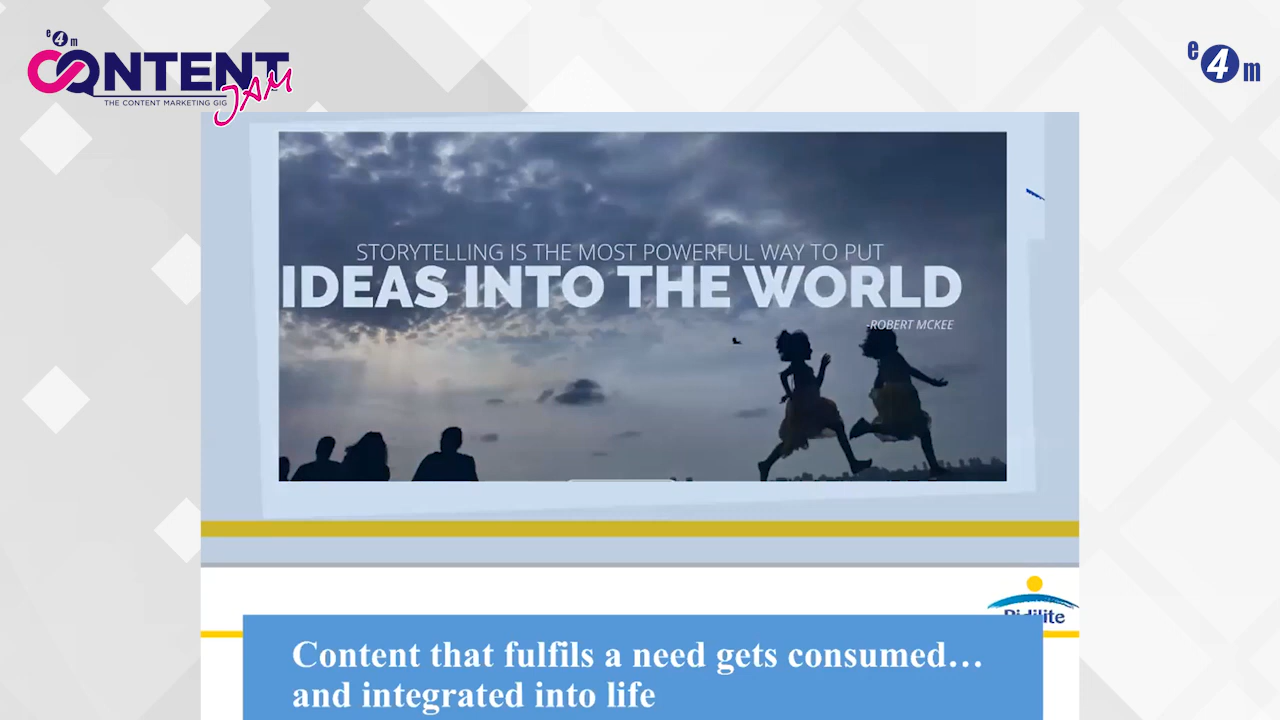 e4m
CONTENT
JAM
THE CONTENT MARKETING GIG
e4m
STORYTELLING IS THE MOST POWERFUL WAY TO PUT
IDEAS INTO THE WORLD
-ROBERT MCKEE
Pidilite
Content that fulfils a need gets consumed…
and integrated into life